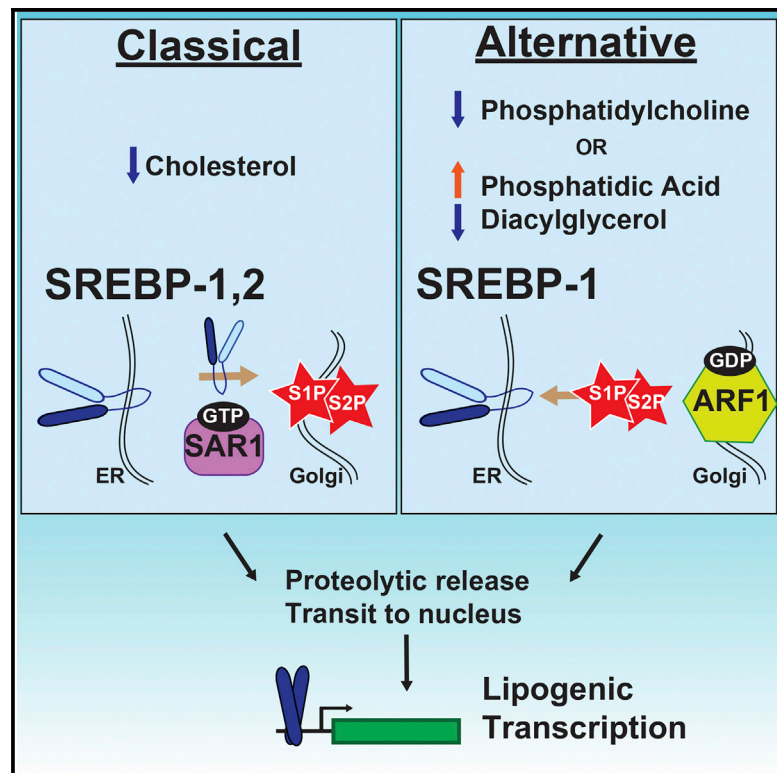 Classical
↓ Cholesterol
SREBP-1,2
GTP
SAR1
S1P
S2P
ER
Golgi
Alternative
↓ Phosphatidylcholine
OR
↑ Phosphatidic Acid
↓ Diacylglycerol
SREBP-1
S1P
S2P
GDP
ARF1
ER
Golgi
Proteolytic release
Transit to nucleus
Lipogenic
Transcription